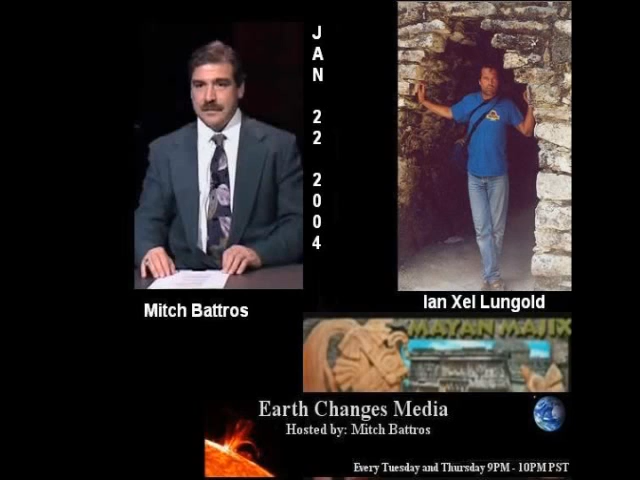 JAN 22 2004
Mitch Battros
Ian Xel Lungold
MAYAN MAJIX
Earth Changes Media
Hosted by: Mitch Battros
Every Tuesday and Thursday 9PM - 10PM PST